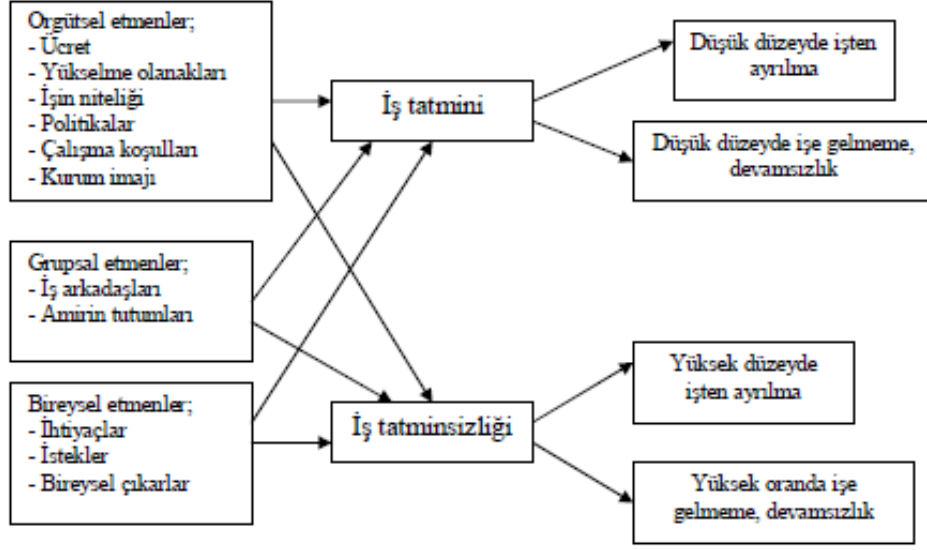 Örgütsel etmenler;
- Ücret
- Yükselme olanakları
- İşin niteliği
- Politikalar
- Çalışma koşulları
- Kurum imajı
Grupsal etmenler;
- İş arkadaşları
- Amirin tutumları
Bireysel etmenler;
- İhtiyaçlar
- İstekler
- Bireysel çıkarlar
İş tatmini
İş tatminsizliği
Düşük düzeyde işten
ayrılma
Düşük düzeyde işe gelmeme,
devamsızlık
Yüksek düzeyde
işten ayrılma
Yüksek oranda işe
gelmeme, devamsızlık